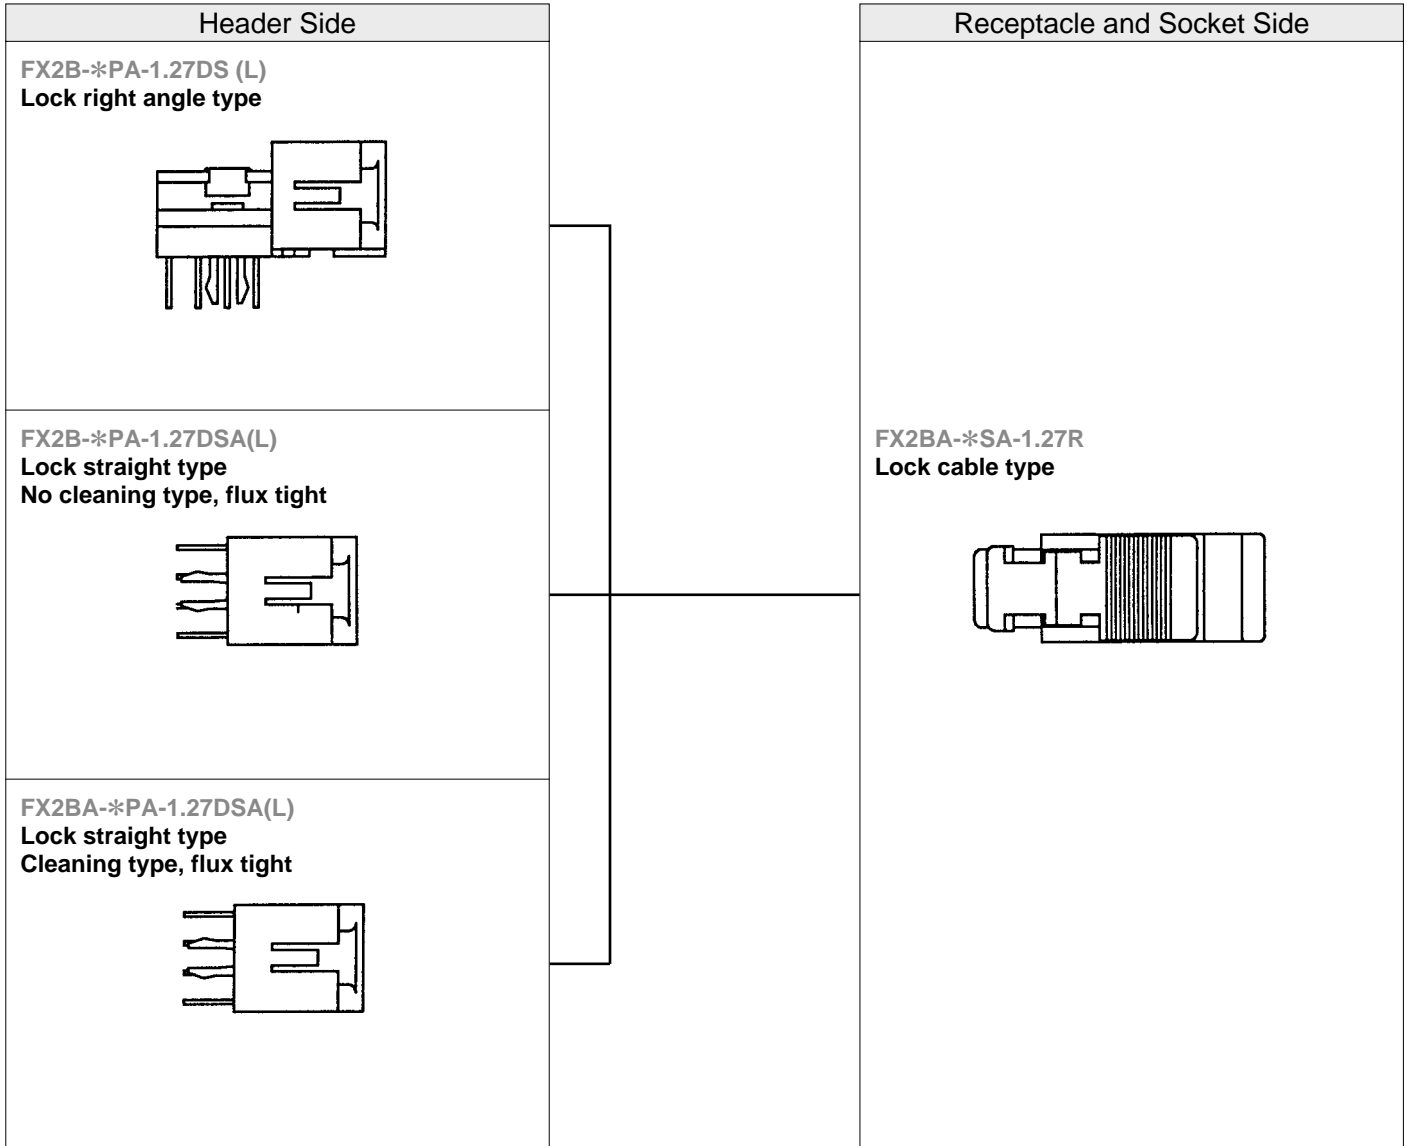 Header Side
Receptacle and Socket Side
FX2B-*PA-1.27DS (L)
Lock right angle type
FX2B-*PA-1.27DSA(L)
Lock straight type
No cleaning type, flux tight
FX2BA-*SA-1.27R
Lock cable type
FX2BA-*PA-1.27DSA(L)
Lock straight type
Cleaning type, flux tight